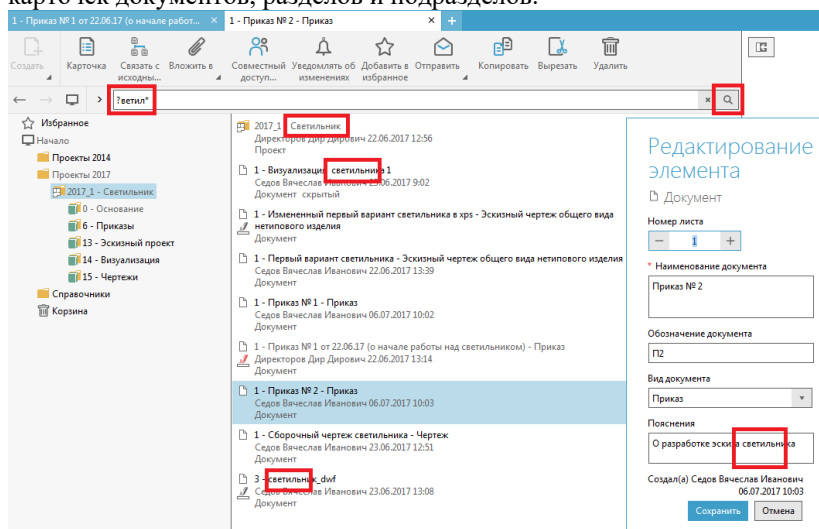 карточек документов, разделов и подразделов.
1 - Приказ № 1 от 22.06.17 (о начале работ... ×
1 - Приказ № 2 - Приказ × +
Создать Карточка Связать с исходны... Вложить в Совместный доступ... Уведомлять об изменениях Добавить в избранное Отправить Копировать Вырезать Удалить
?ветил*
Избранное
Начало
Проекты 2014
Проекты 2017
2017_1 - Светильник
0 - Основание
6 - Приказы
13 - Эскизный проект
14 - Визуализация
15 - Чертежи
Справочники
Корзина
2017_1 Светильник
Директоров Дир Дирович 22.06.2017 12:56
Проект
1 - Визуализация светильника 1
Седов Вячеслав Иванович 23.06.2017 9:02
Документ скрытый
1 - Измененный первый вариант светильника в xps - Эскизный чертеж общего вида
нетипового изделия
Документ
1 - Первый вариант светильника - Эскизный чертеж общего вида нетипового изделия
Седов Вячеслав Иванович 22.06.2017 13:39
Документ
1 - Приказ № 1 - Приказ
Седов Вячеслав Иванович 06.07.2017 10:02
Документ
1 - Приказ № 1 от 22.06.17 (о начале работы над светильником) - Приказ
Директоров Дир Дирович 22.06.2017 13:14
Документ
1 - Приказ № 2 - Приказ
Седов Вячеслав Иванович 06.07.2017 10:03
Документ
1 - Сборочный чертеж светильника - Чертеж
Седов Вячеслав Иванович 23.06.2017 12:51
Документ
3 - светильник_dwf
Седов Вячеслав Иванович 23.06.2017 13:08
Документ
Редактирование
элемента
Документ
Номер листа
− 1 +
* Наименование документа
Приказ № 2
Обозначение документа
П2
Вид документа
Приказ
Пояснения
О разработке эскиза светильника
Создал(а) Седов Вячеслав Иванович
06.07.2017 10:03
Сохранить Отмена